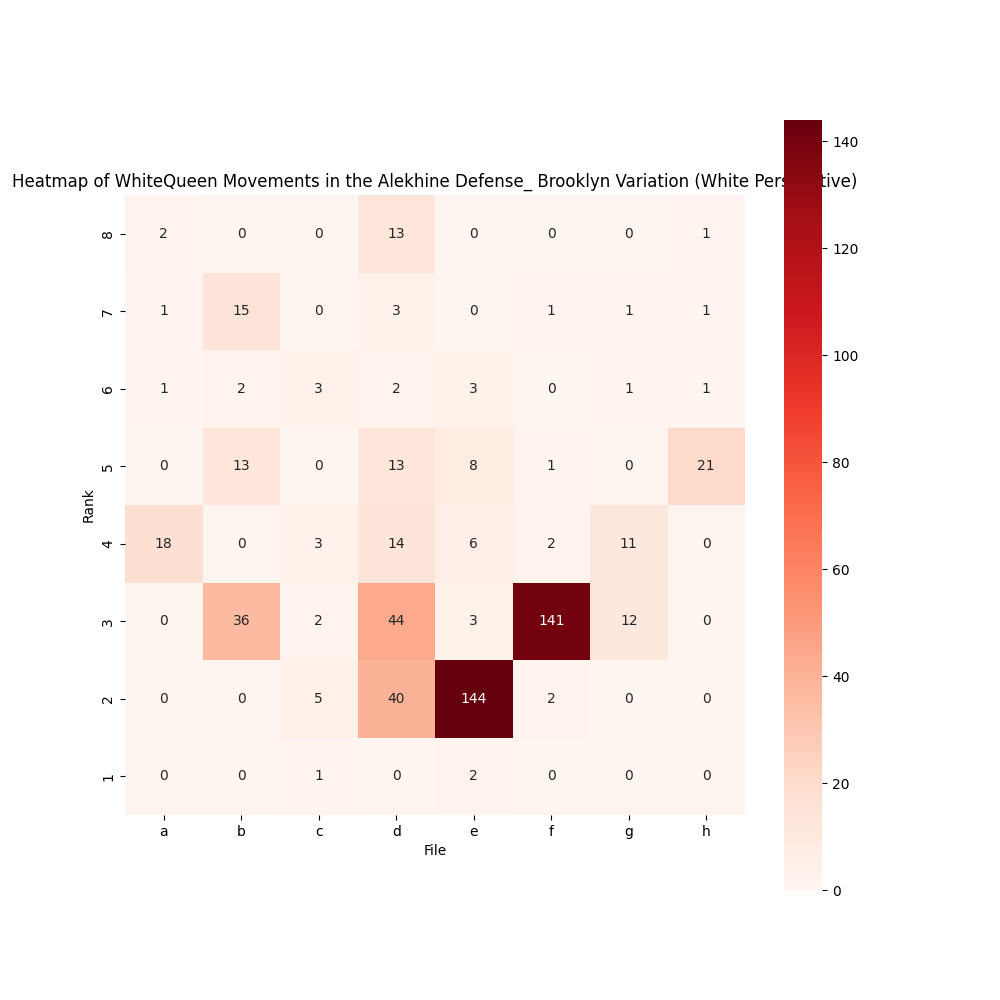 Heatmap of WhiteQueen Movements in the Alekhine Defense_ Brooklyn Variation (White Pers tive)
8 2 0 0 13 0 0 0 1
7 1 15 0 3 0 1 1 1
6 1 2 3 2 3 0 1 1
5 0 13 0 13 8 1 0 21
4 18 0 3 14 6 2 11 0
3 0 36 2 44 3 141 12 0
2 0 0 5 40 144 2 0 0
1 0 0 1 0 2 0 0 0
a b c d e f g h
File
Rank
140
120
100
80
60
40
20
0